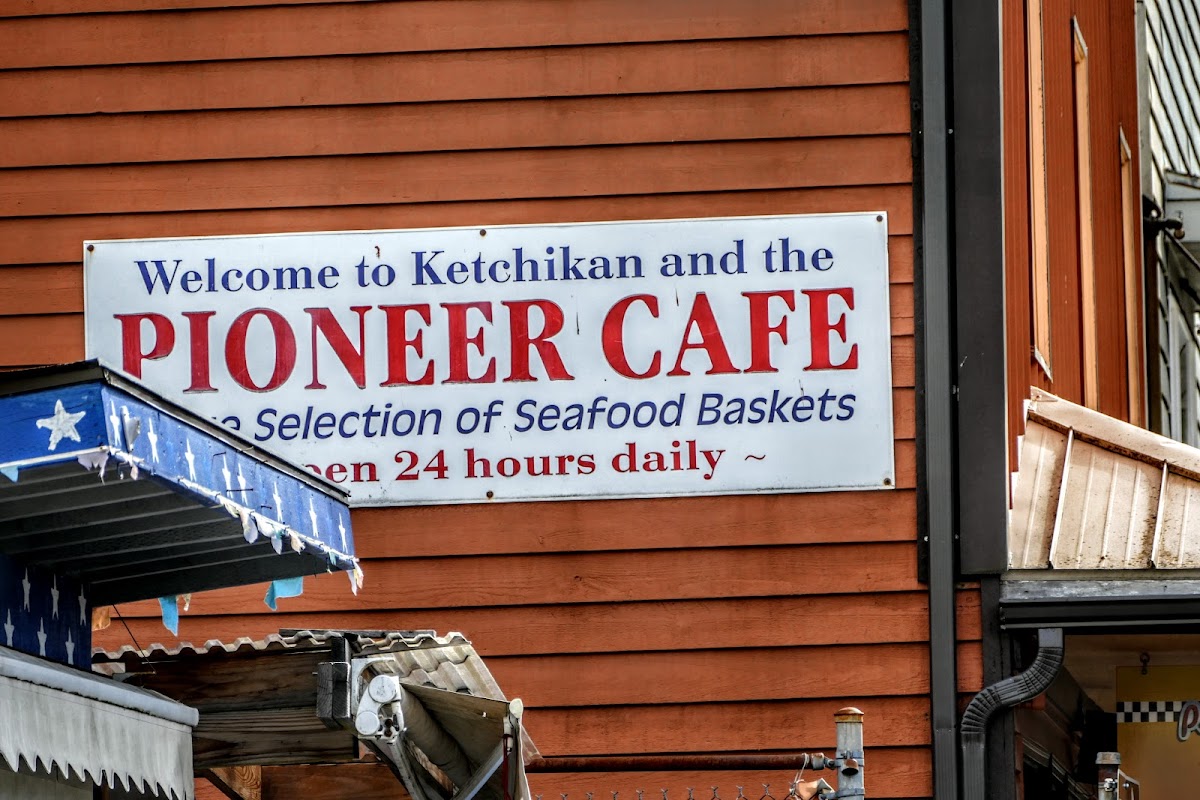 Welcome to Ketchikan and the
PIONEER CAFE
Selection of Seafood Baskets
24 hours daily ~